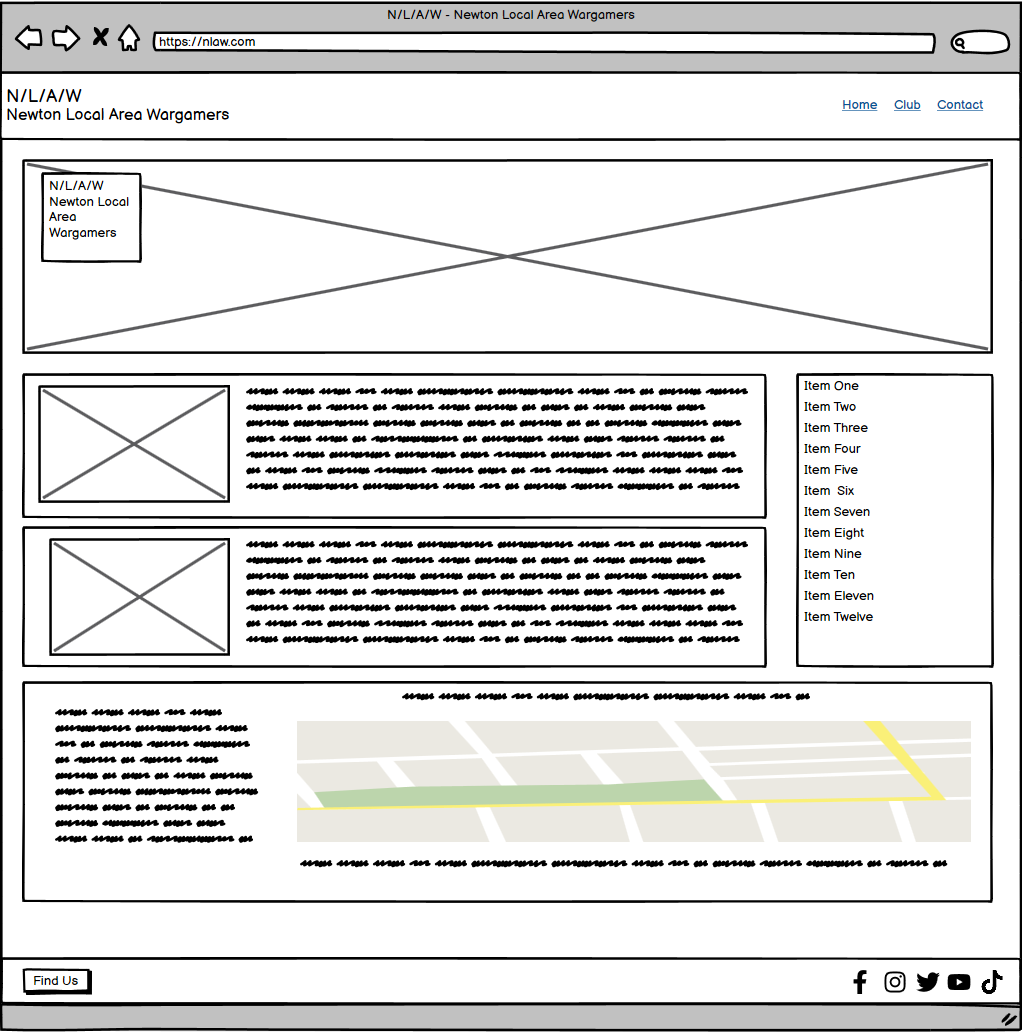 N/L/A/W - Newton Local Area Wargamers
https://nlaw.com
N/L/A/W
Newton Local Area Wargamers
Home Club Contact
N/L/A/W
Newton Local
Area
Wargamers
Item One
Item Two
Item Three
Item Four
Item Five
Item  Six
Item Seven
Item Eight
Item Nine
Item Ten
Item Eleven
Item Twelve
Find Us